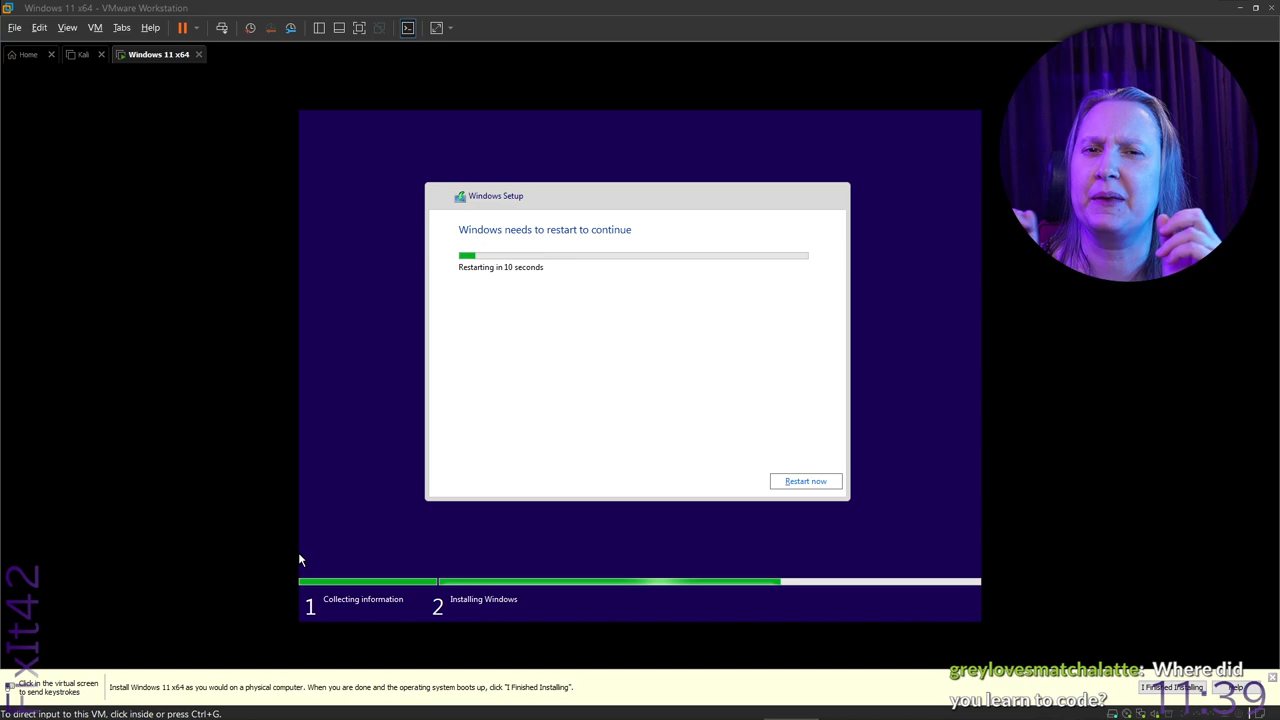 Windows 11 x64 - VMware Workstation
File Edit View VM Tabs Help
Home Kali Windows 11 x64
Windows Setup
Windows needs to restart to continue
Restarting in 10 seconds
Restart now
1 Collecting information 2 Installing Windows
ExIt42
greylovesmatchalatte: Where did
you learn to code?
Click in the virtual screen
to send keystrokes
Install Windows 11 x64 as you would on a physical computer. When you are done and the operating system boots up, click "I Finished Installing".
I Finished Installing Help
11:39
To direct input to this VM, click inside or press Ctrl+G.